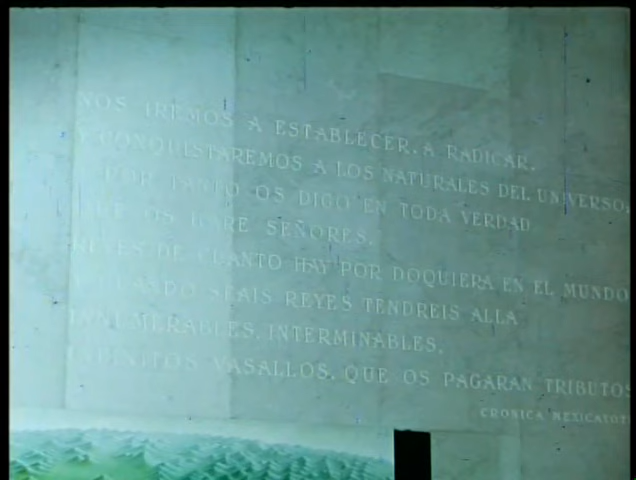 NOS IREMOS A ESTABLECER, A RADICAR,
Y CONQUISTAREMOS A LOS NATURALES DEL UNIVERSO,
POR TANTO OS DIGO EN TODA VERDAD
QUE OS HARE SEÑORES,
REYES DE CUANTO HAY POR DOQUIERA EN EL MUNDO
Y CUANDO SEAIS REYES TENDREIS ALLA
INNUMERABLES, INTERMINABLES,
INFINITOS VASALLOS, QUE OS PAGARAN TRIBUTOS
CRONICA MEXICAYOTL